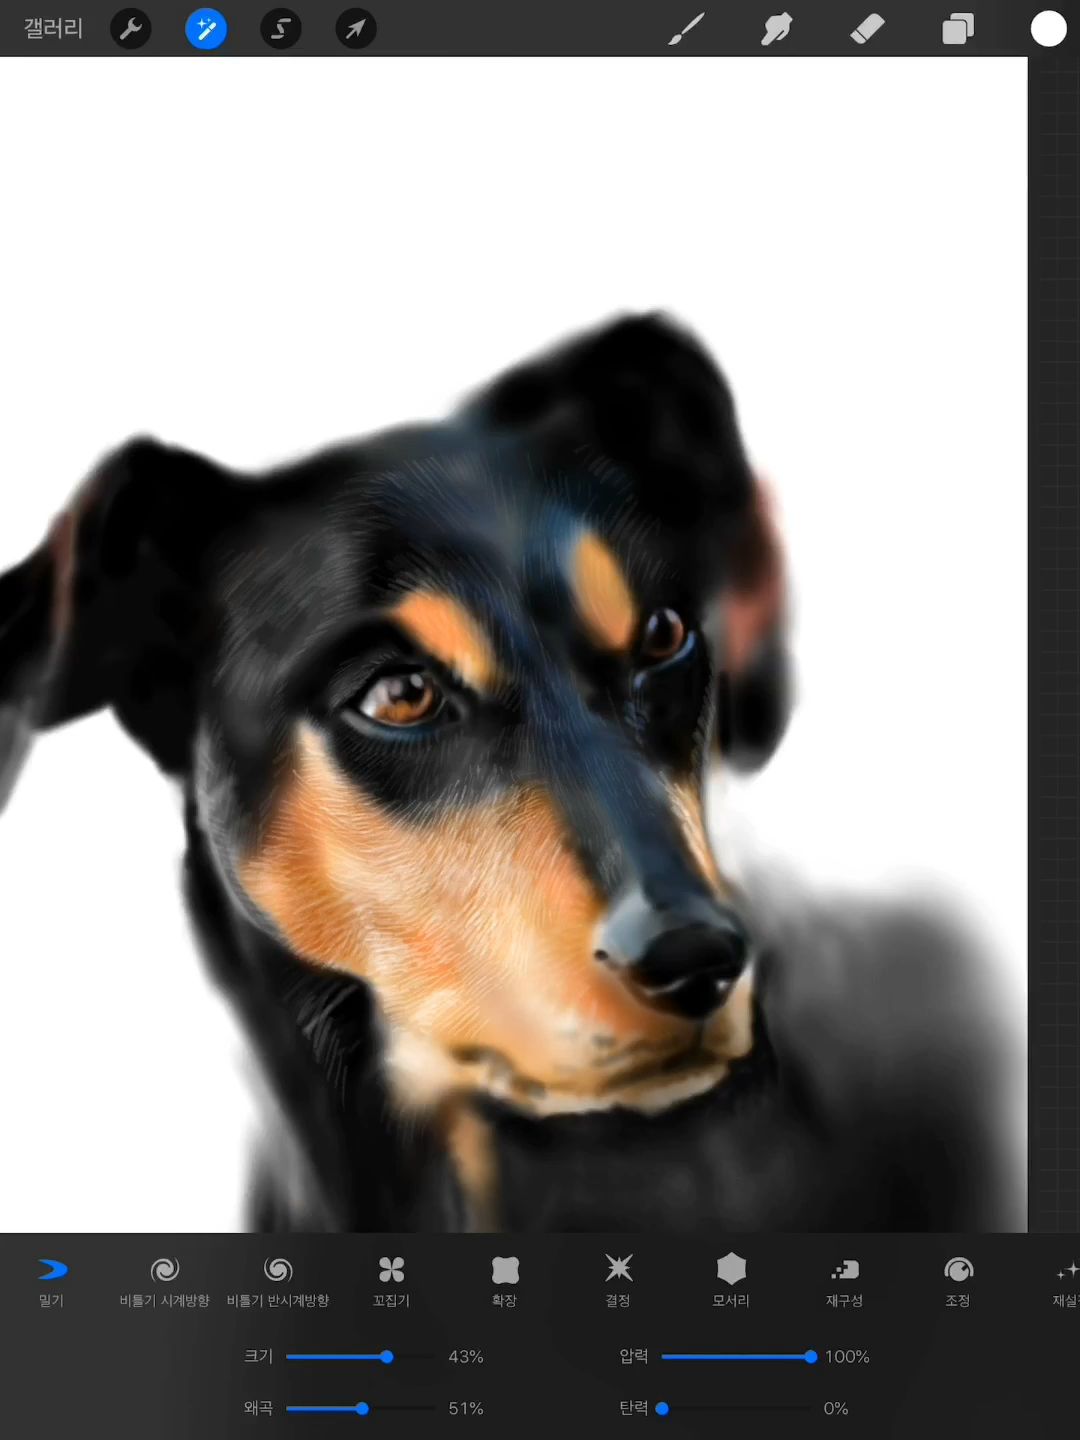 갤러리
밀기 비틀기 시계방향 비틀기 반시계방향 꼬집기 확장 결정 모서리 재구성 조정
크기 43% 압력 100%
왜곡 51% 탄력 0%